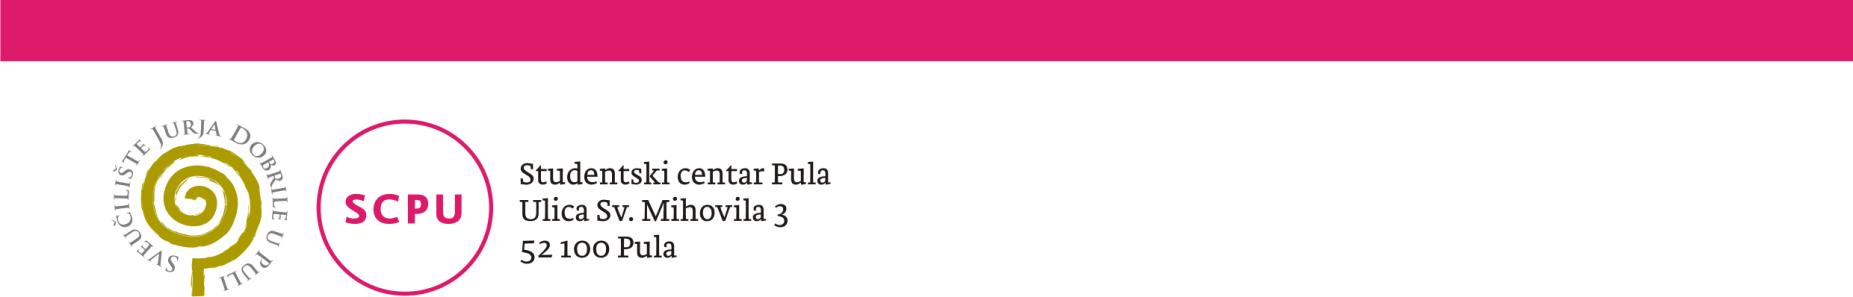 SVEUČILIŠTE JURJA DOBRILE U PULI
SCPU
Studentski centar Pula
Ulica Sv. Mihovila 3
52 100 Pula